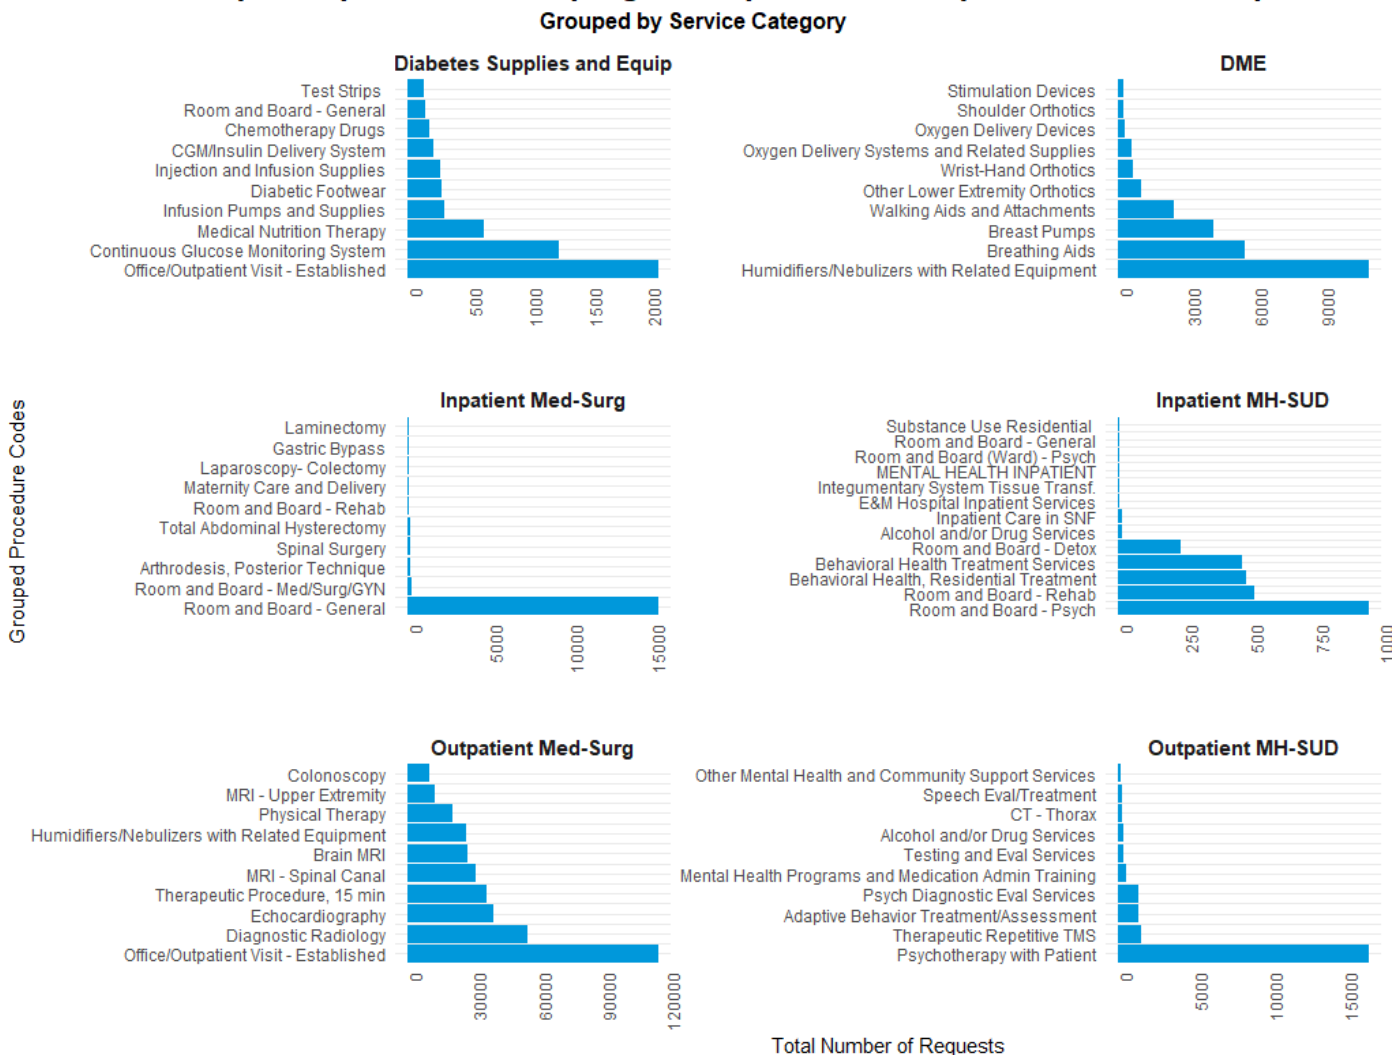 Grouped by Service Category
Diabetes Supplies and Equip
Test Strips
Room and Board - General
Chemotherapy Drugs
CGM/Insulin Delivery System
Injection and Infusion Supplies
Diabetic Footwear
Infusion Pumps and Supplies
Medical Nutrition Therapy
Continuous Glucose Monitoring System
Office/Outpatient Visit - Established
0
500
1000
1500
2000
DME
Stimulation Devices
Shoulder Orthotics
Oxygen Delivery Devices
Oxygen Delivery Systems and Related Supplies
Wrist-Hand Orthotics
Other Lower Extremity Orthotics
Walking Aids and Attachments
Breast Pumps
Breathing Aids
Humidifiers/Nebulizers with Related Equipment
0
3000
6000
9000
Grouped Procedure Codes
Inpatient Med-Surg
Laminectomy
Gastric Bypass
Laparoscopy- Colectomy
Maternity Care and Delivery
Room and Board - Rehab
Total Abdominal Hysterectomy
Spinal Surgery
Arthrodesis, Posterior Technique
Room and Board - Med/Surg/GYN
Room and Board - General
0
5000
10000
15000
Inpatient MH-SUD
Substance Use Residential
Room and Board - General
Room and Board (Ward) - Psych
MENTAL HEALTH INPATIENT
Integumentary System Tissue Transf.
E&M Hospital Inpatient Services
Inpatient Care in SNF
Alcohol and/or Drug Services
Room and Board - Detox
Behavioral Health Treatment Services
Behavioral Health, Residential Treatment
Room and Board - Rehab
Room and Board - Psych
0
250
500
750
1000
Outpatient Med-Surg
Colonoscopy
MRI - Upper Extremity
Physical Therapy
Humidifiers/Nebulizers with Related Equipment
Brain MRI
MRI - Spinal Canal
Therapeutic Procedure, 15 min
Echocardiography
Diagnostic Radiology
Office/Outpatient Visit - Established
0
30000
60000
90000
120000
Outpatient MH-SUD
Other Mental Health and Community Support Services
Speech Eval/Treatment
CT - Thorax
Alcohol and/or Drug Services
Testing and Eval Services
Mental Health Programs and Medication Admin Training
Psych Diagnostic Eval Services
Adaptive Behavior Treatment/Assessment
Therapeutic Repetitive TMS
Psychotherapy with Patient
0
5000
10000
15000
Total Number of Requests